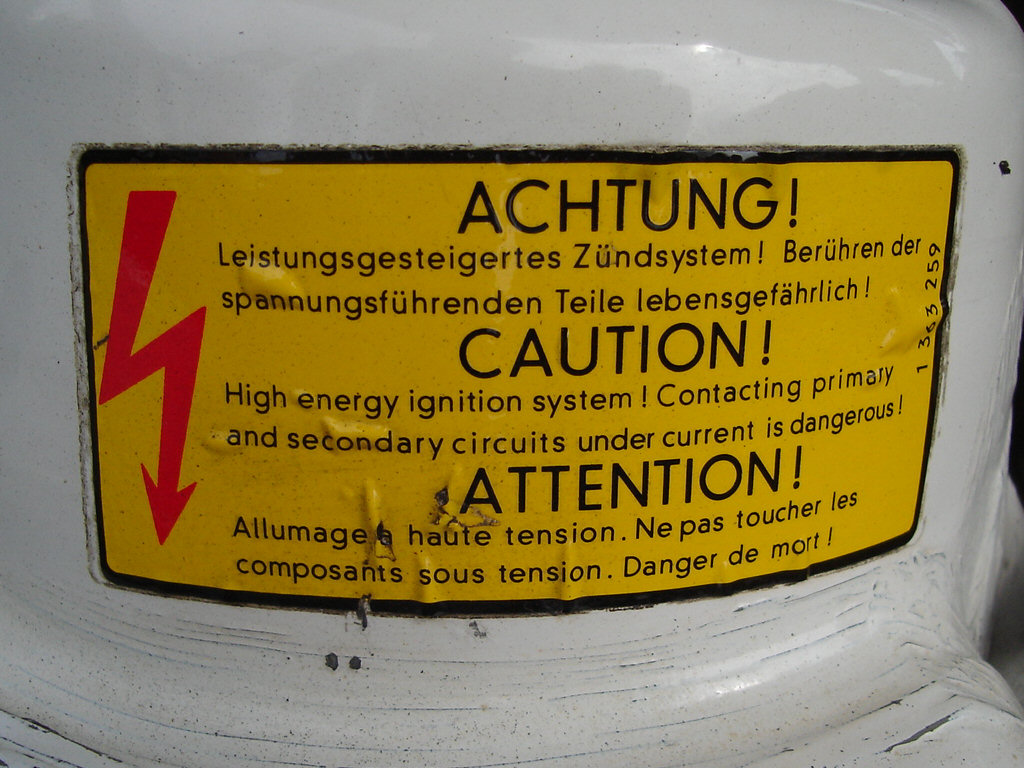 ACHTUNG!
Leistungsgesteigertes Zündsystem! Berühren der
spannungsführenden Teile lebensgefährlich!
CAUTION!
High energy ignition system! Contacting primary
and secondary circuits under current is dangerous!
ATTENTION!
Allumage à haute tension. Ne pas toucher les
composants sous tension. Danger de mort!
1 363 259